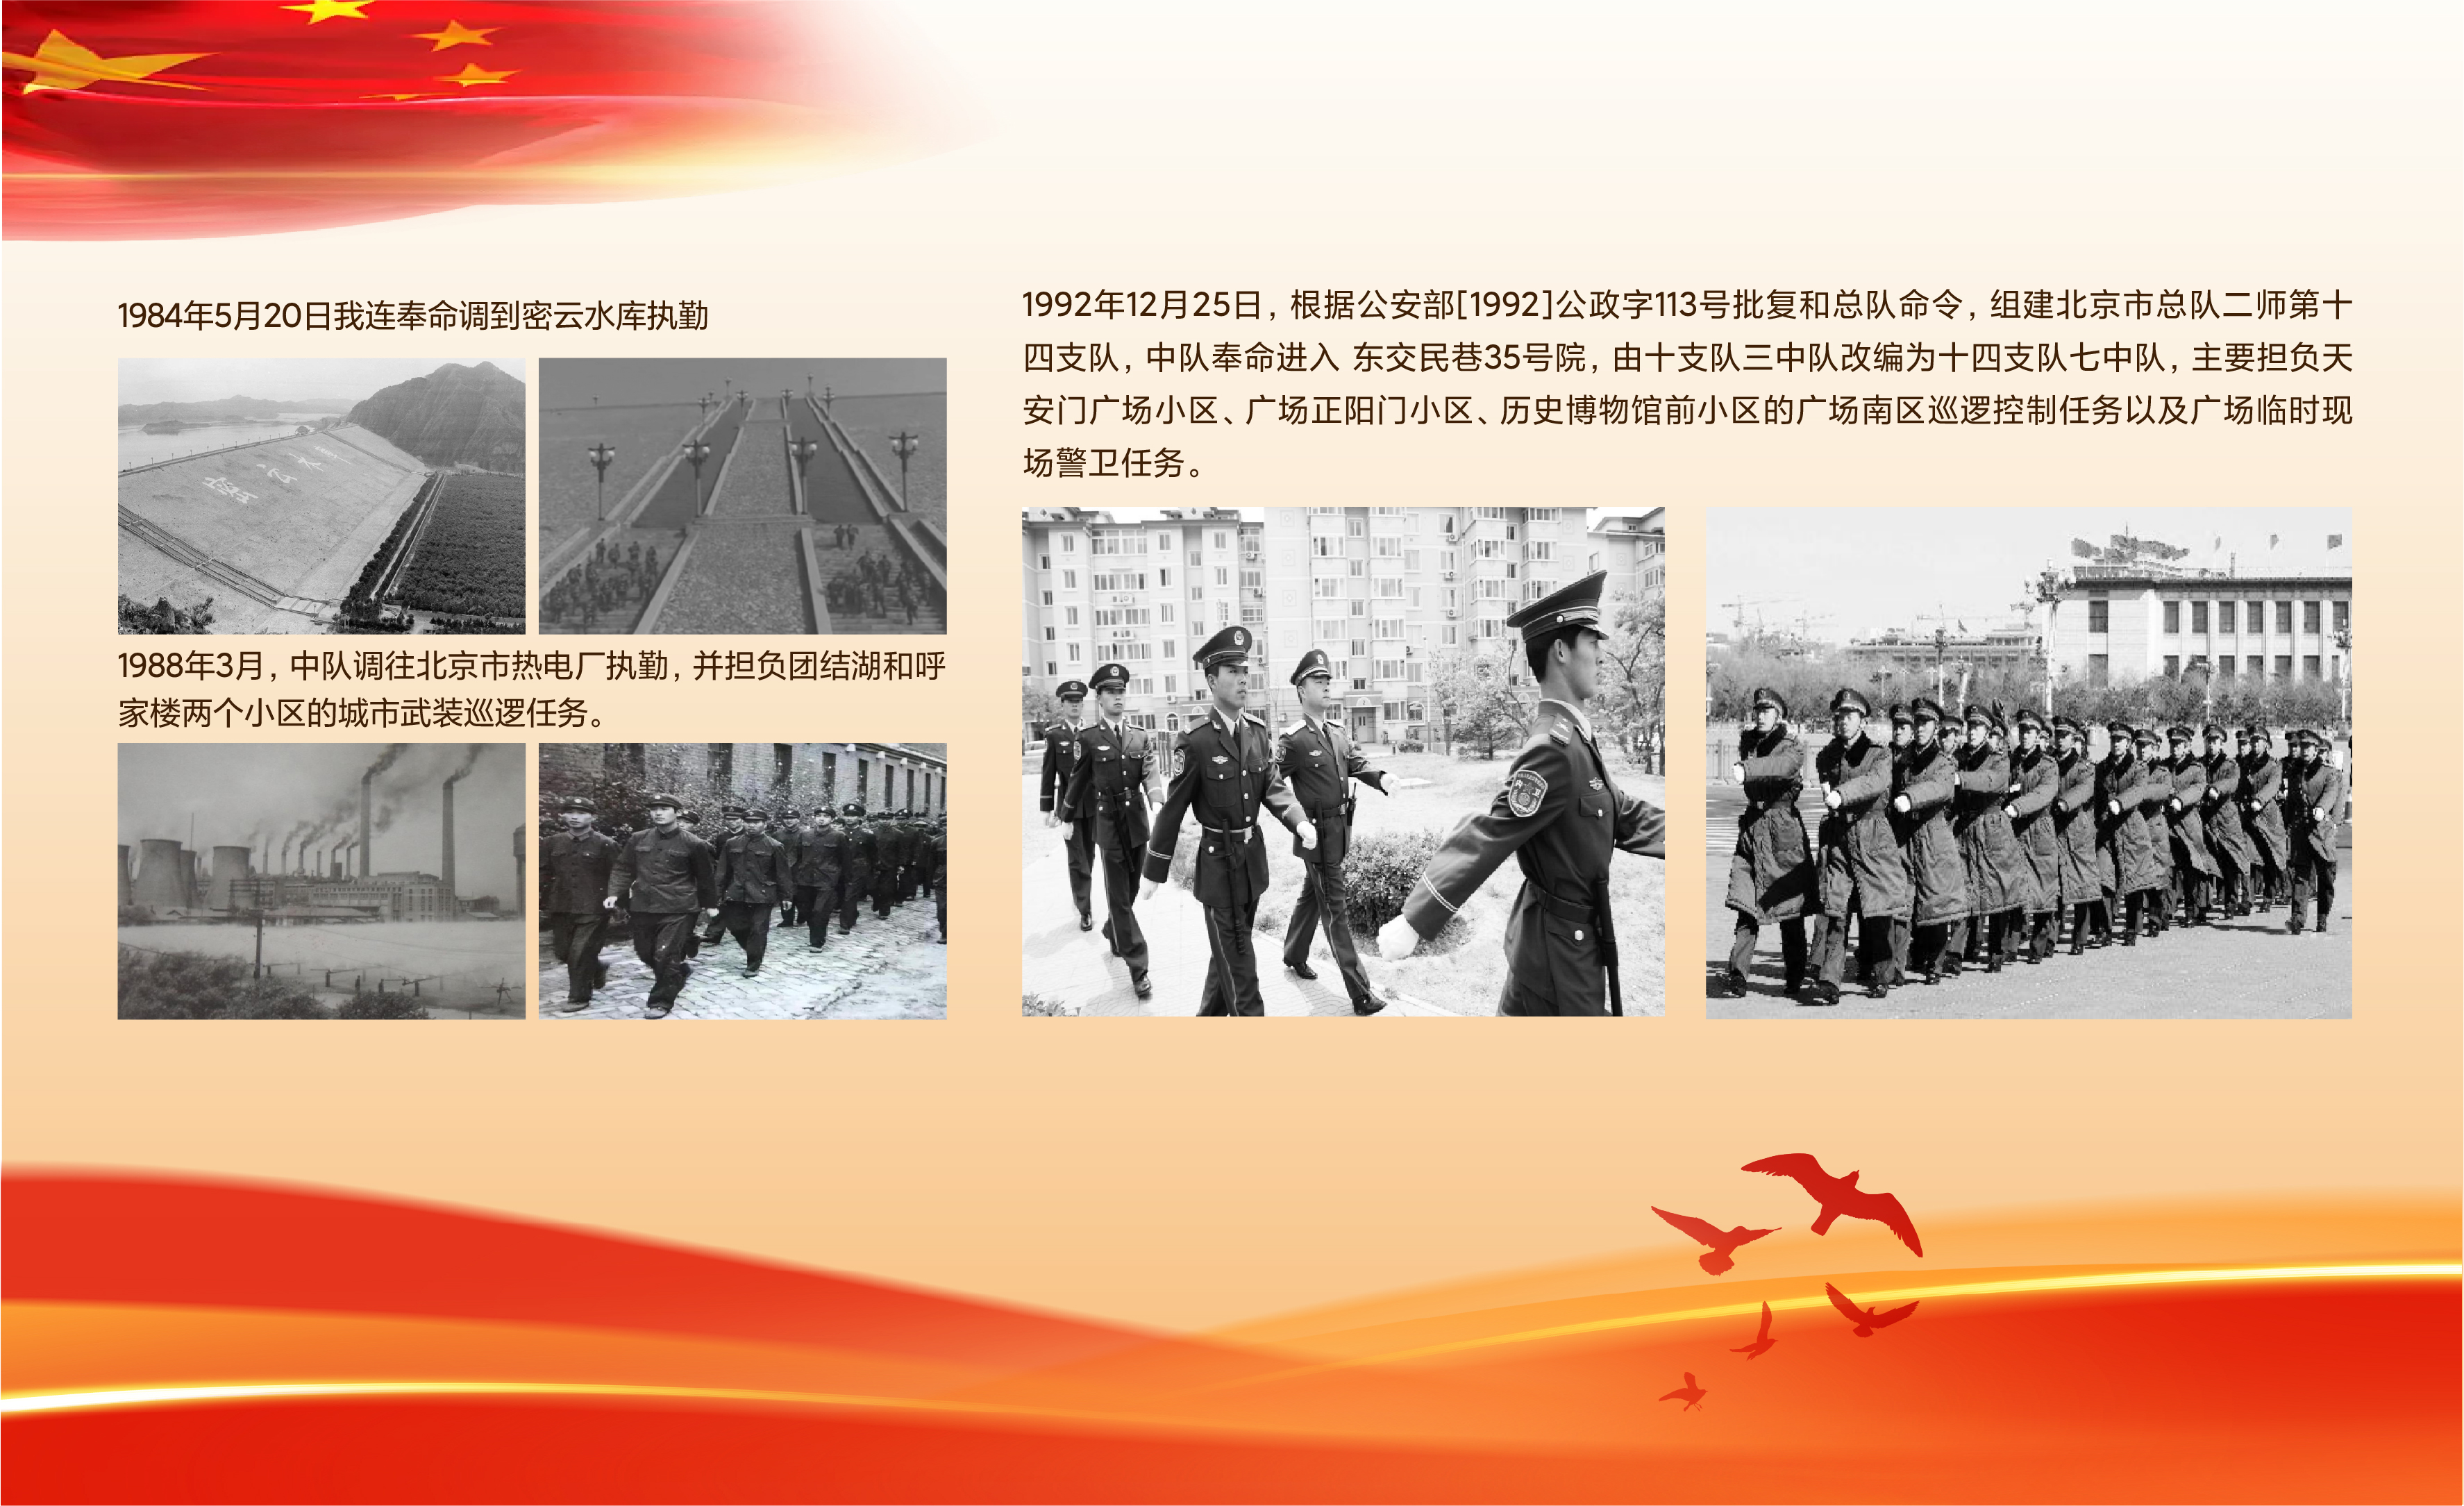 1984年5月20日我连奉命调到密云水库执勤
密云水
1988年3月，中队调往北京市热电厂执勤，并担负团结湖和呼
家楼两个小区的城市武装巡逻任务。
1992年12月25日，根据公安部[1992]公政字113号批复和总队命令，组建北京市总队二师第十
四支队，中队奉命进入 东交民巷35号院，由十支队三中队改编为十四支队七中队，主要担负天
安门广场小区、广场正阳门小区、历史博物馆前小区的广场南区巡逻控制任务以及广场临时现
场警卫任务。